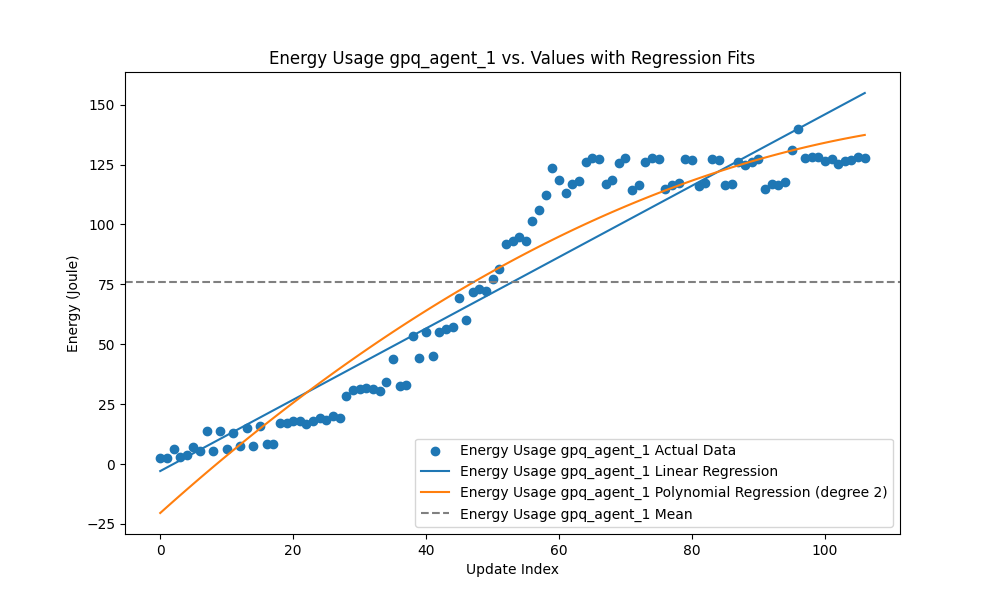 Energy Usage gpq_agent_1 vs. Values with Regression Fits
Energy (Joule)
150
125
100
75
50
25
0
−25
0
20
40
60
80
100
Update Index
Energy Usage gpq_agent_1 Actual Data
Energy Usage gpq_agent_1 Linear Regression
Energy Usage gpq_agent_1 Polynomial Regression (degree 2)
Energy Usage gpq_agent_1 Mean